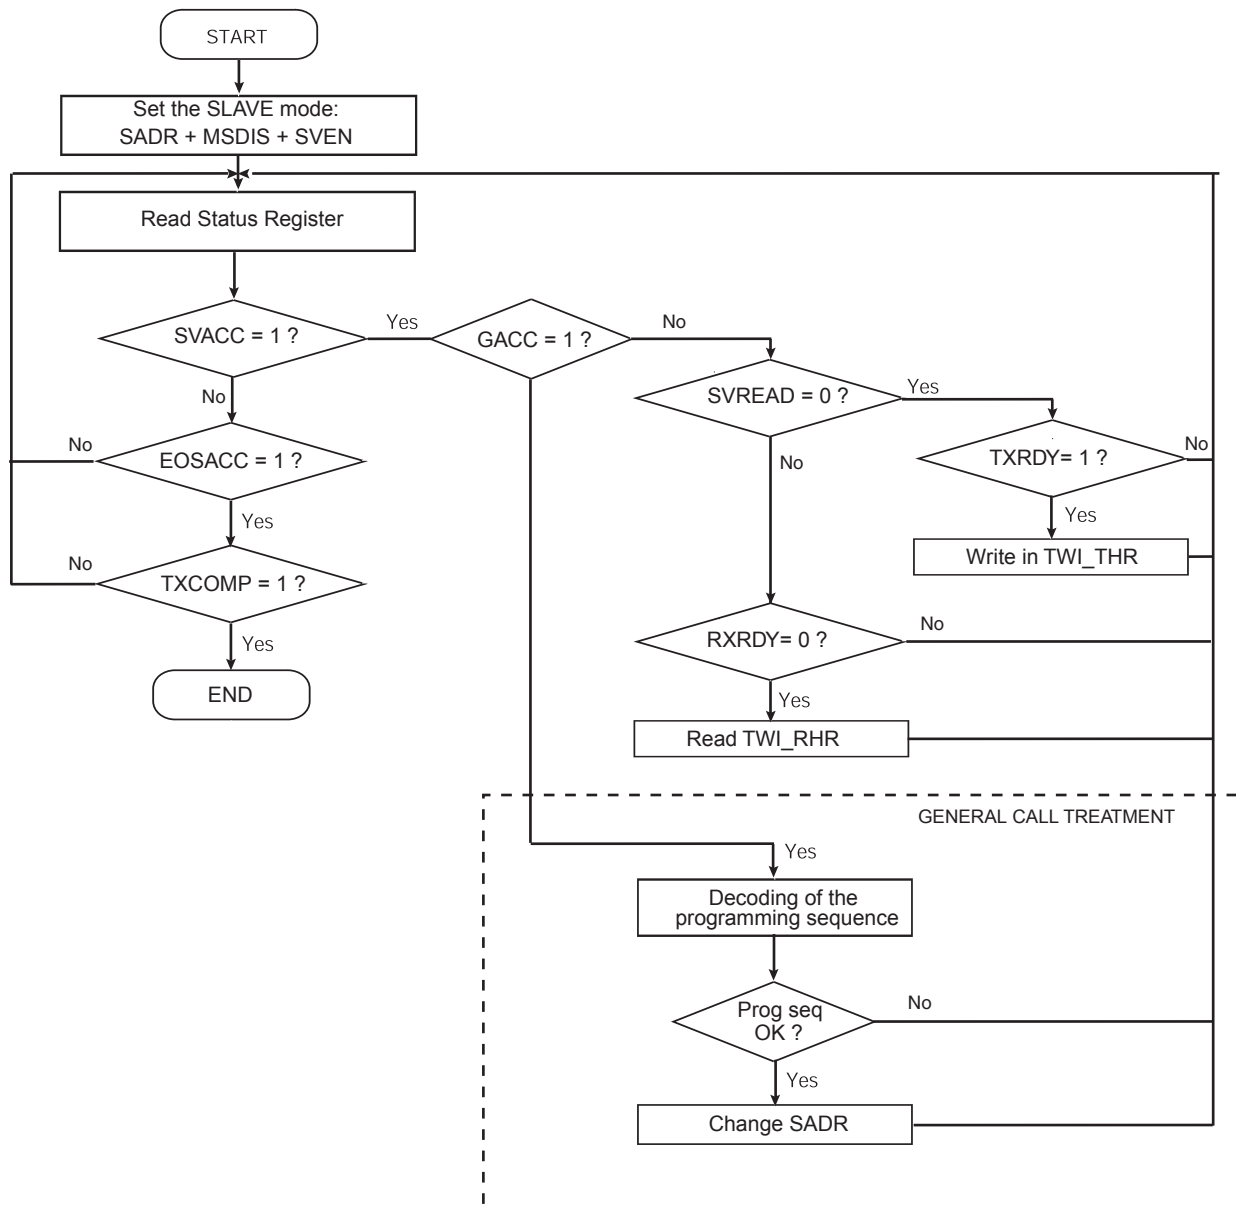 START
Set the SLAVE mode:
SADR + MSDIS + SVEN
Read Status Register
SVACC = 1 ?
Yes
GACC = 1 ?
No
SVREAD = 0 ?
Yes
No
No
EOSACC = 1 ?
No
TXRDY= 1 ?
No
Yes
Yes
Write in TWI_THR
No
TXCOMP = 1 ?
RXRDY= 0 ?
No
Yes
END
Yes
Read TWI_RHR
GENERAL CALL TREATMENT
Yes
Decoding of the
programming sequence
Prog seq
OK ?
No
Yes
Change SADR